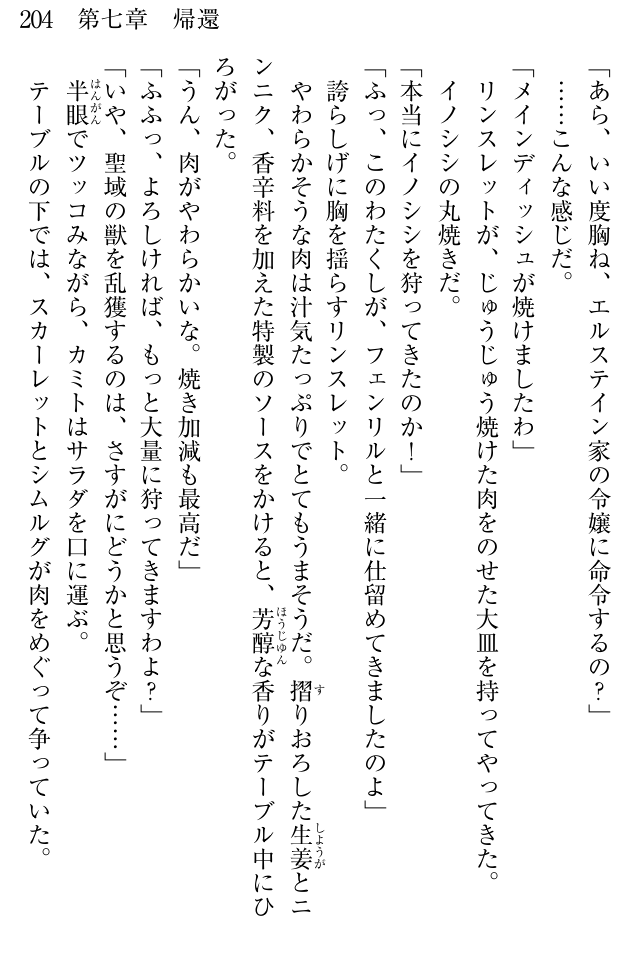 204　第七章　帰還
「あら、いい度胸ね、エルステイン家の令嬢に命令するの？」
……こんな感じだ。
「メインディッシュが焼けましたわ」
リンスレットが、じゅうじゅう焼けた肉をのせた大皿を持ってやってきた。
イノシシの丸焼きだ。
「本当にイノシシを狩ってきたのか！」
「ふっ、このわたくしが、フェンリルと一緒に仕留めてきましたのよ」
誇らしげに胸を揺らすリンスレット。
やわらかそうな肉は汁気たっぷりでとてもうまそうだ。摺りおろした生姜とニ
ンニク、香辛料を加えた特製のソースをかけると、芳醇な香りがテーブル中にひ
ろがった。
「うん、肉がやわらかいな。焼き加減も最高だ」
「ふふっ、よろしければ、もっと大量に狩ってきますわよ？」
「いや、聖域の獣を乱獲するのは、さすがにどうかと思うぞ……」
半眼でツッコみながら、カミトはサラダを口に運ぶ。
テーブルの下では、スカーレットとシムルグが肉をめぐって争っていた。